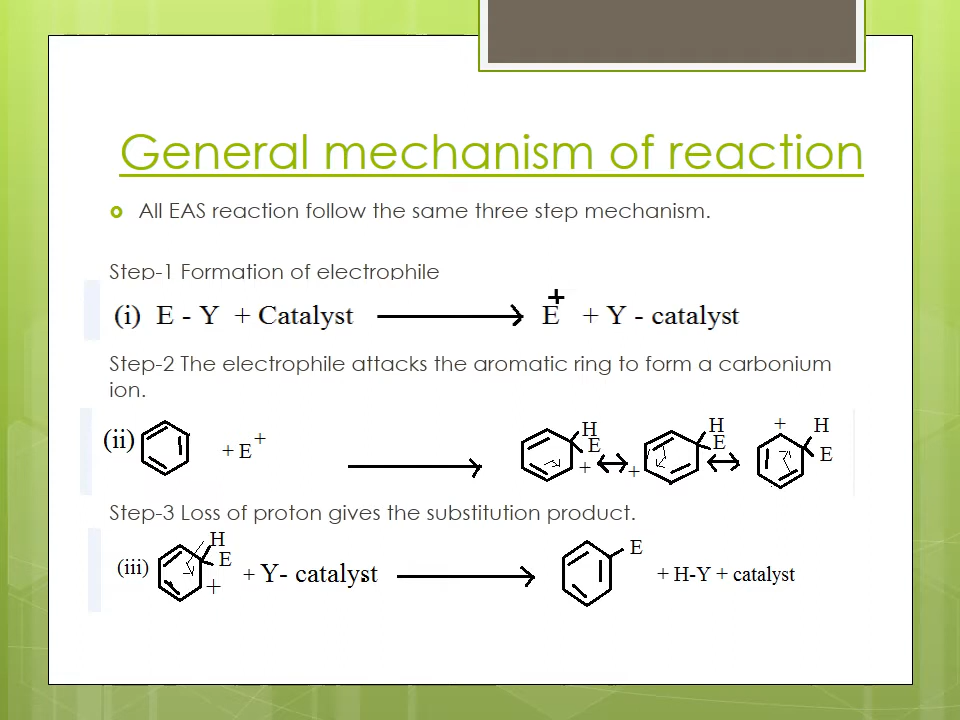 General mechanism of reaction
All EAS reaction follow the same three step mechanism.
Step-1 Formation of electrophile
(i) E - Y + Catalyst E+ + Y - catalyst
Step-2 The electrophile attacks the aromatic ring to form a carbonium
ion.
(ii) + E+ H E + + H E + H E
Step-3 Loss of proton gives the substitution product.
(iii) H E + + Y- catalyst E + H-Y + catalyst